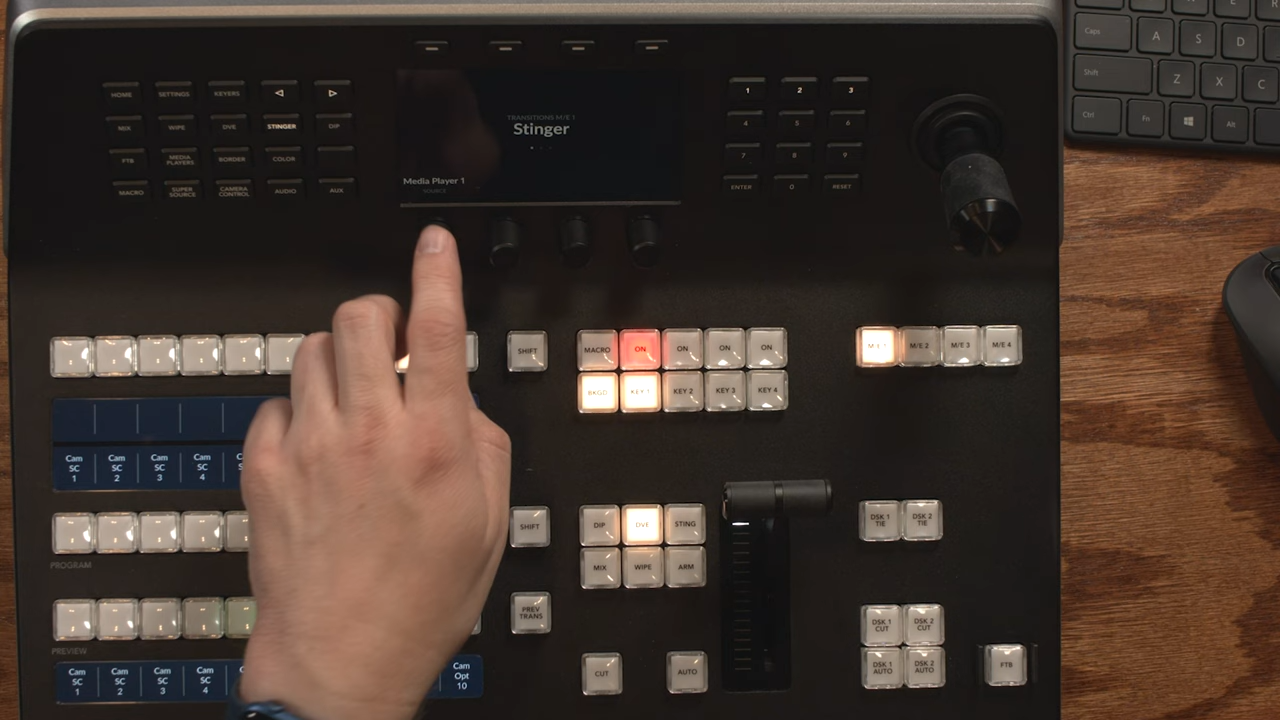 HOME SETTINGS KEYERS
MIX WIPE DVE STINGER DIP
FTB MEDIA PLAYERS BORDER COLOR
MACRO SUPER SOURCE CAMERA CONTROL AUDIO AUX
TRANSITIONS M/E 1
Stinger
Media Player 1
SOURCE
1 2 3
4 5 6
7 8 9
ENTER 0 RESET
Caps A S D
Shift Z X C
Ctrl Fn Alt
SHIFT
MACRO ON ON ON ON
BKGD KEY 1 KEY 2 KEY 3 KEY 4
M/E 1 M/E 2 M/E 3 M/E 4
Cam SC 1
Cam SC 2
Cam SC 3
Cam SC 4
SHIFT
PROGRAM
DIP DVE STING
MIX WIPE ARM
DSK 1 TIE
DSK 2 TIE
PREV TRANS
PREVIEW
CUT AUTO
DSK 1 CUT
DSK 2 CUT
DSK 1 AUTO
DSK 2 AUTO
FTB
Cam SC 1
Cam SC 2
Cam SC 3
Cam SC 4
Cam Opt 10